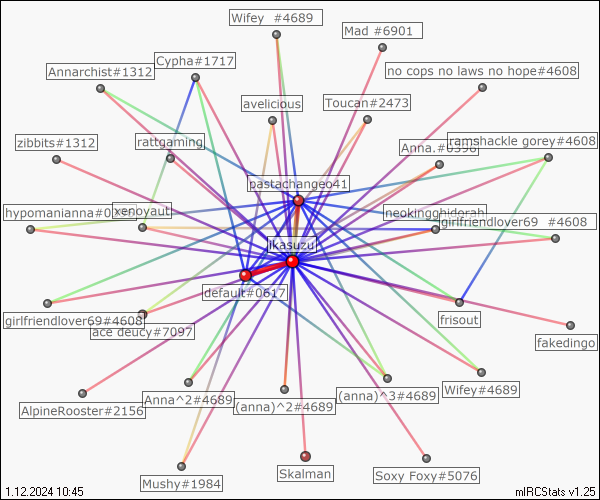 Wifey #4689
Mad #6901
Cypha#1717
Annarchist#1312
no cops no laws no hope#4608
avelicious
Toucan#2473
zibbits#1312
rattgaming
Anna.#
ramshackle gorey#4608
pastachangeo41
hypomanianna#0
xenoyaut
neokingghidorah
girlfriendlover69 #4608
ikasuzu
default#0617
girlfriendlover69#4608
ace deucy#7097
frisout
fakedingo
Anna^2#4689
(anna)^2#4689
(anna)^3#4689
Wifey#4689
AlpineRooster#2156
Skalman
Soxy Foxy#5076
Mushy#1984
1.12.2024 10:45
mIRCStats v1.25